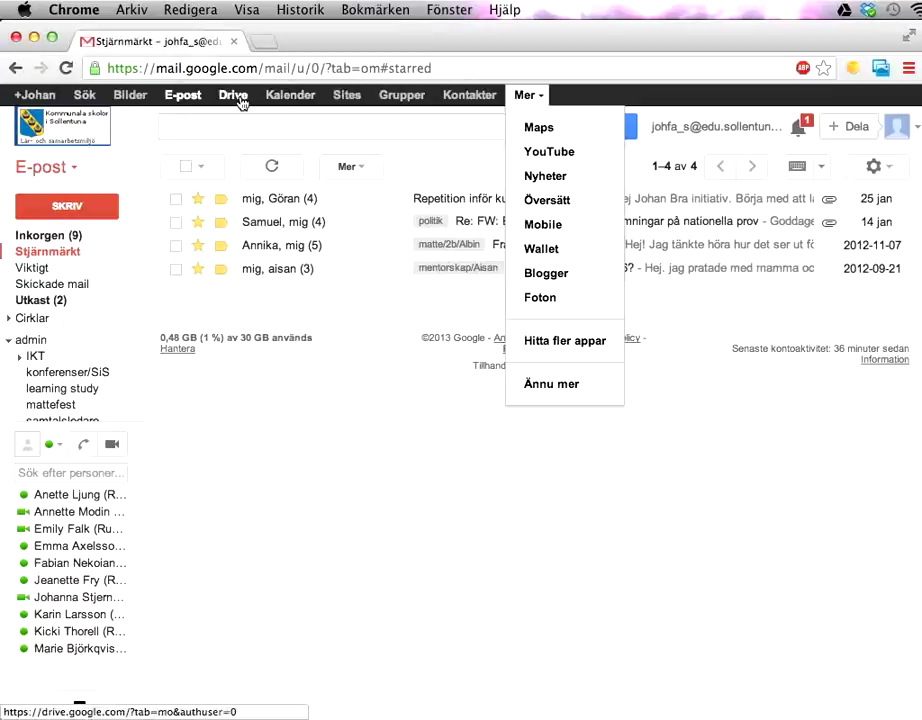 Chrome Arkiv Redigera Visa Historik Bokmärken Fönster Hjälp
Stjärnmärkt – johfa_s@edu
https://mail.google.com/mail/u/0/?tab=om#starred
ABP
+Johan Sök Bilder E-post Drive Kalender Sites Grupper Kontakter Mer
Kommunala skolor
i Sollentuna
Lär- och samarbetsmiljö
johfa_s@edu.sollentun...
1
+ Dela
Maps
YouTube
Nyheter
Översätt
Mobile
Wallet
Blogger
Foton
Hitta fler appar
Ännu mer
E-post
Mer
1–4 av 4
SKRIV
mig, Göran (4) Repetition inför ku Hej Johan Bra initiativ. Börja med att 25 jan
Samuel, mig (4) politik Re: FW: mningar på nationella prov - Goddage 14 jan
Annika, mig (5) matte/2b/Albin Hej! Jag tänkte höra hur det ser ut fö 2012-11-07
mig, aisan (3) mentorskap/Aisan ? - Hej. jag pratade med mamma oc 2012-09-21
Inkorgen (9)
Stjärnmärkt
Viktigt
Skickade mail
Utkast (2)
Cirklar
admin
IKT
konferenser/SiS
learning study
mattefest
samtalsledare
0,48 GB (1 %) av 30 GB används
Hantera
©2013 Google -
olicy -
Tillhand
Senaste kontoaktivitet: 36 minuter sedan
Information
Sök efter personer...
Anette Ljung (R...
Annette Modin ...
Emily Falk (Ru...
Emma Axelsso...
Fabian Nekoian...
Jeanette Fry (R...
Johanna Stjern...
Karin Larsson (...
Kicki Thorell (R...
Marie Björkqvis...
https://drive.google.com/?tab=mo&authuser=0